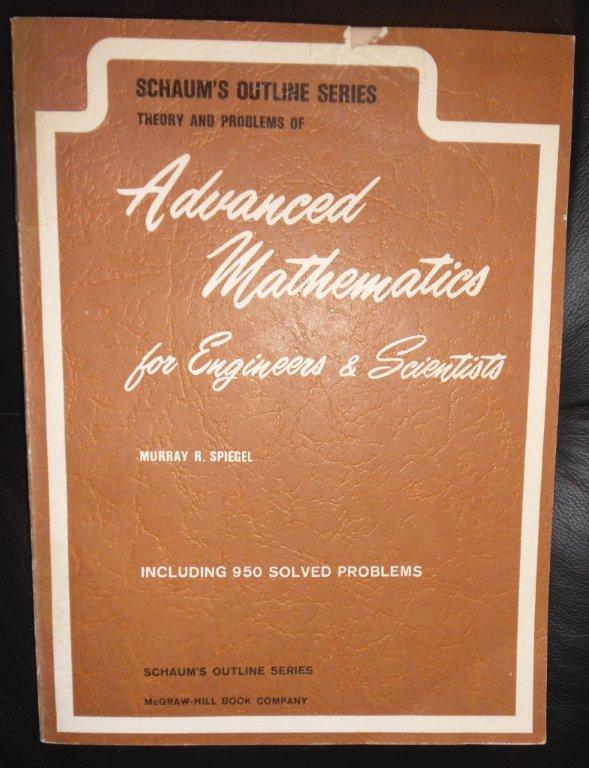 SCHAUM'S OUTLINE SERIES
THEORY AND PROBLEMS OF
Advanced
Mathematics
for Engineers & Scientists
MURRAY R. SPIEGEL
INCLUDING 950 SOLVED PROBLEMS
SCHAUM'S OUTLINE SERIES
McGRAW-HILL BOOK COMPANY